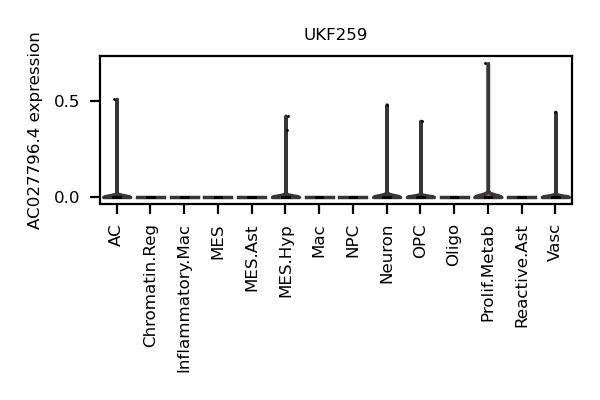 UKF259
AC027796.4 expression
0.5
0.0
AC
Chromatin.Reg
Inflammatory.Mac
MES
MES.Ast
MES.Hyp
Mac
NPC
Neuron
OPC
Oligo
Prolif.Metab
Reactive.Ast
Vasc